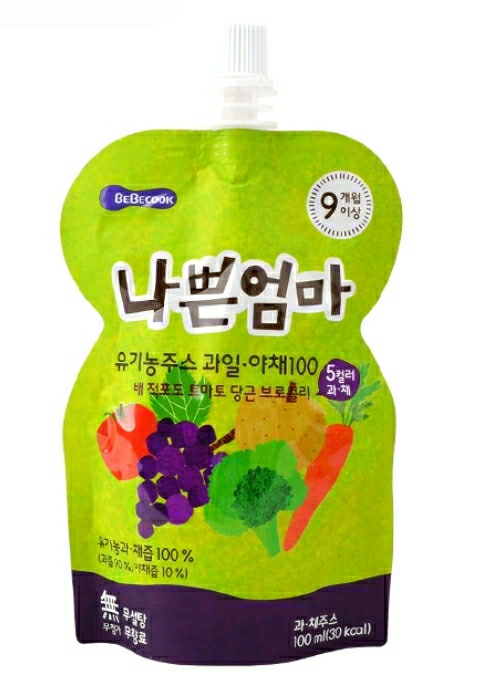 BEBECOOK
9 개월 이상
나쁜엄마
유기농주스 과일·야채100
배 적포도 토마토 당근 브로콜리
5컬러
과·채
유기농과·채즙 100 %
(과즙 90 %, 야채즙 10 %)
無 무설탕
무첨가 무향료
과·채주스
100 ml(30 kcal)